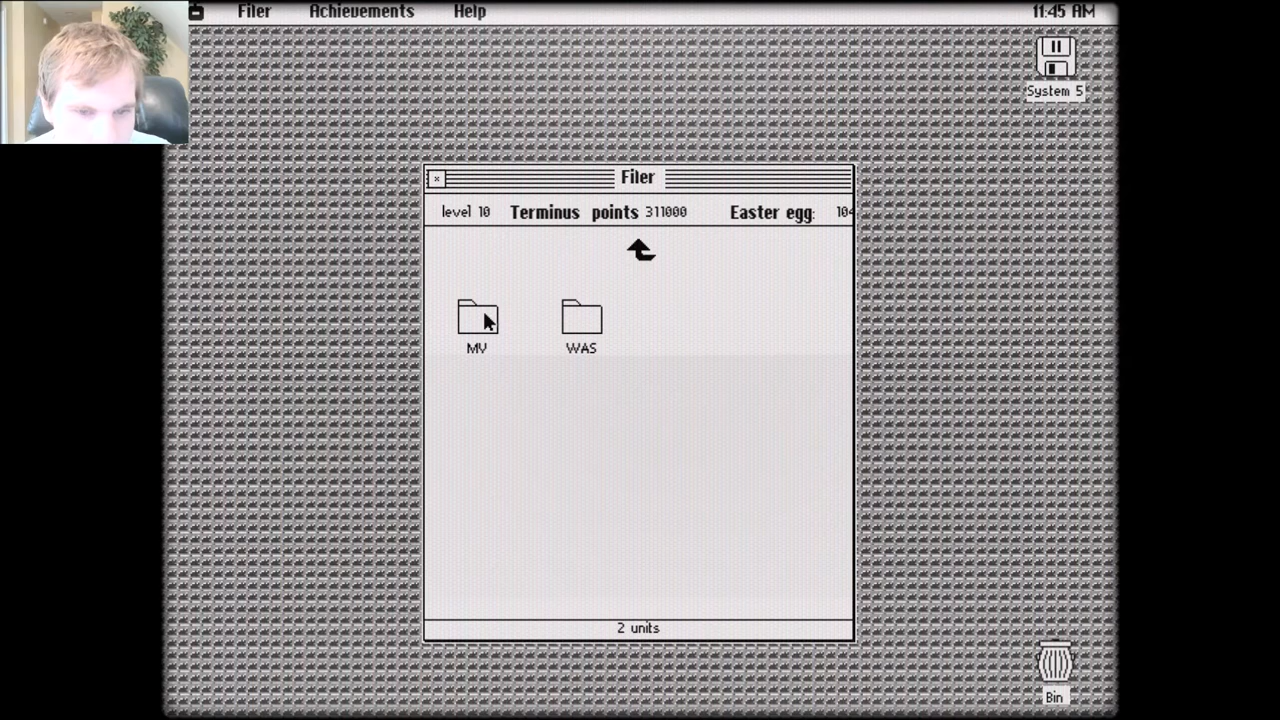 Filer Achievements Help 11:45 AM
System 5
Filer
level 10 Terminus points 311000 Easter egg: 104
MV WAS
2 units
Bin